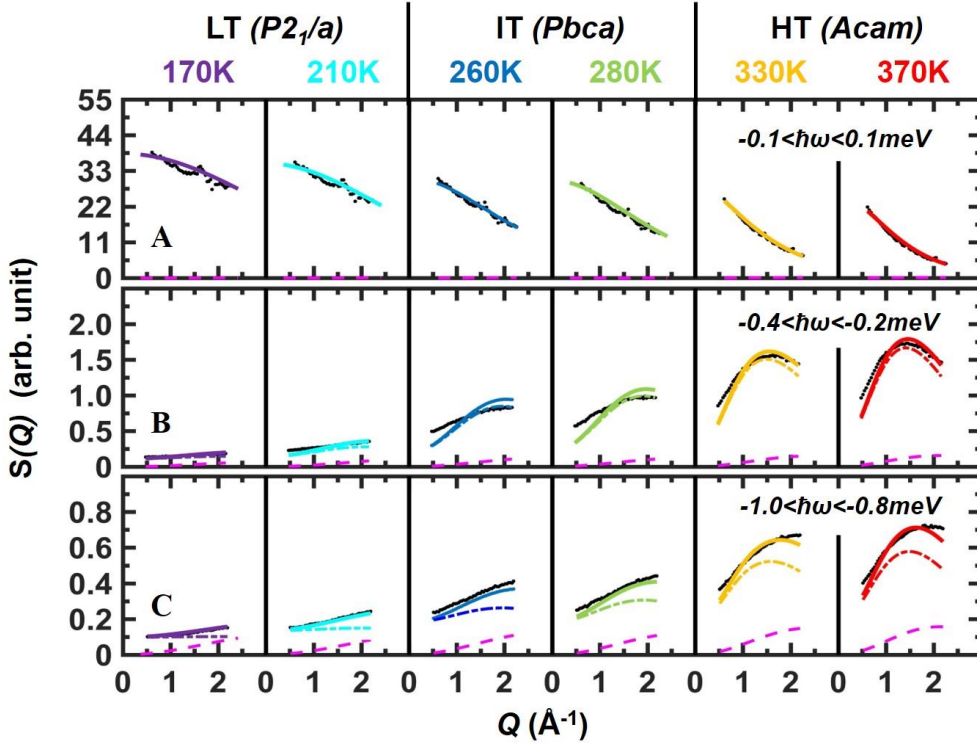 LT (P2₁/a) IT (Pbca) HT (Acam)
170K 210K 260K 280K 330K 370K
55
44
33
22
11
0
-0.1<ħω<0.1meV
A
2.0
1.5
1.0
0.5
0
-0.4<ħω<-0.2meV
B
0.8
0.6
0.4
0.2
0
-1.0<ħω<-0.8meV
C
S(Q) (arb. unit)
0 1 2 0 1 2 0 1 2 0 1 2 0 1 2 0 1 2
Q (Å⁻¹)